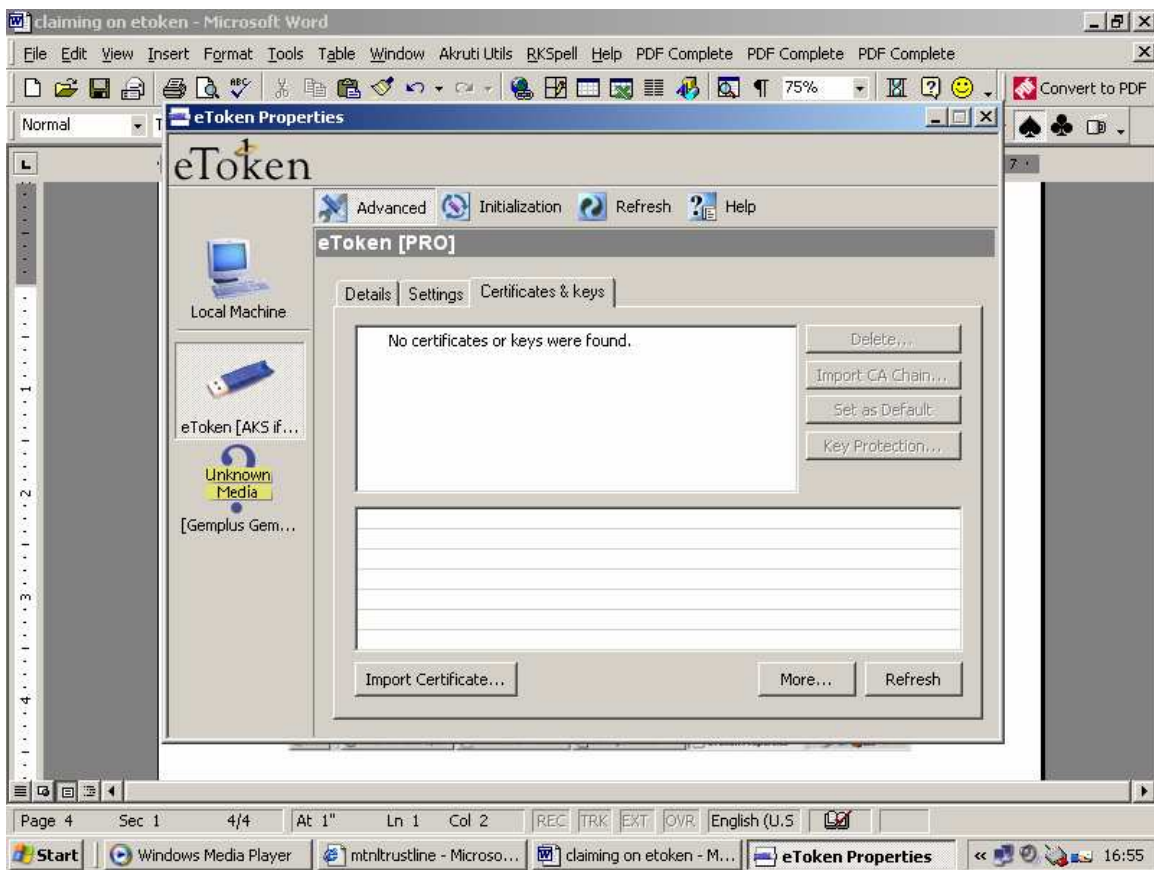 claiming on etoken - Microsoft Word
File Edit View Insert Format Tools Table Window Akruti Utils RKSpell Help PDF Complete PDF Complete PDF Complete
75%
Convert to PDF
Normal
eToken Properties
eToken
Advanced Initialization Refresh Help
eToken [PRO]
Local Machine
eToken [AKS if...
Unknown
Media
[Gemplus Gem...
Details Settings Certificates & keys
No certificates or keys were found.
Delete...
Import CA Chain...
Set as Default
Key Protection...
Import Certificate... More... Refresh
7
1
2
3
4
Page 4 Sec 1 4/4 At 1" Ln 1 Col 2 REC TRK EXT OVR English (U.S
Start Windows Media Player mtnltrustline - Microso... claiming on etoken - M... eToken Properties 16:55